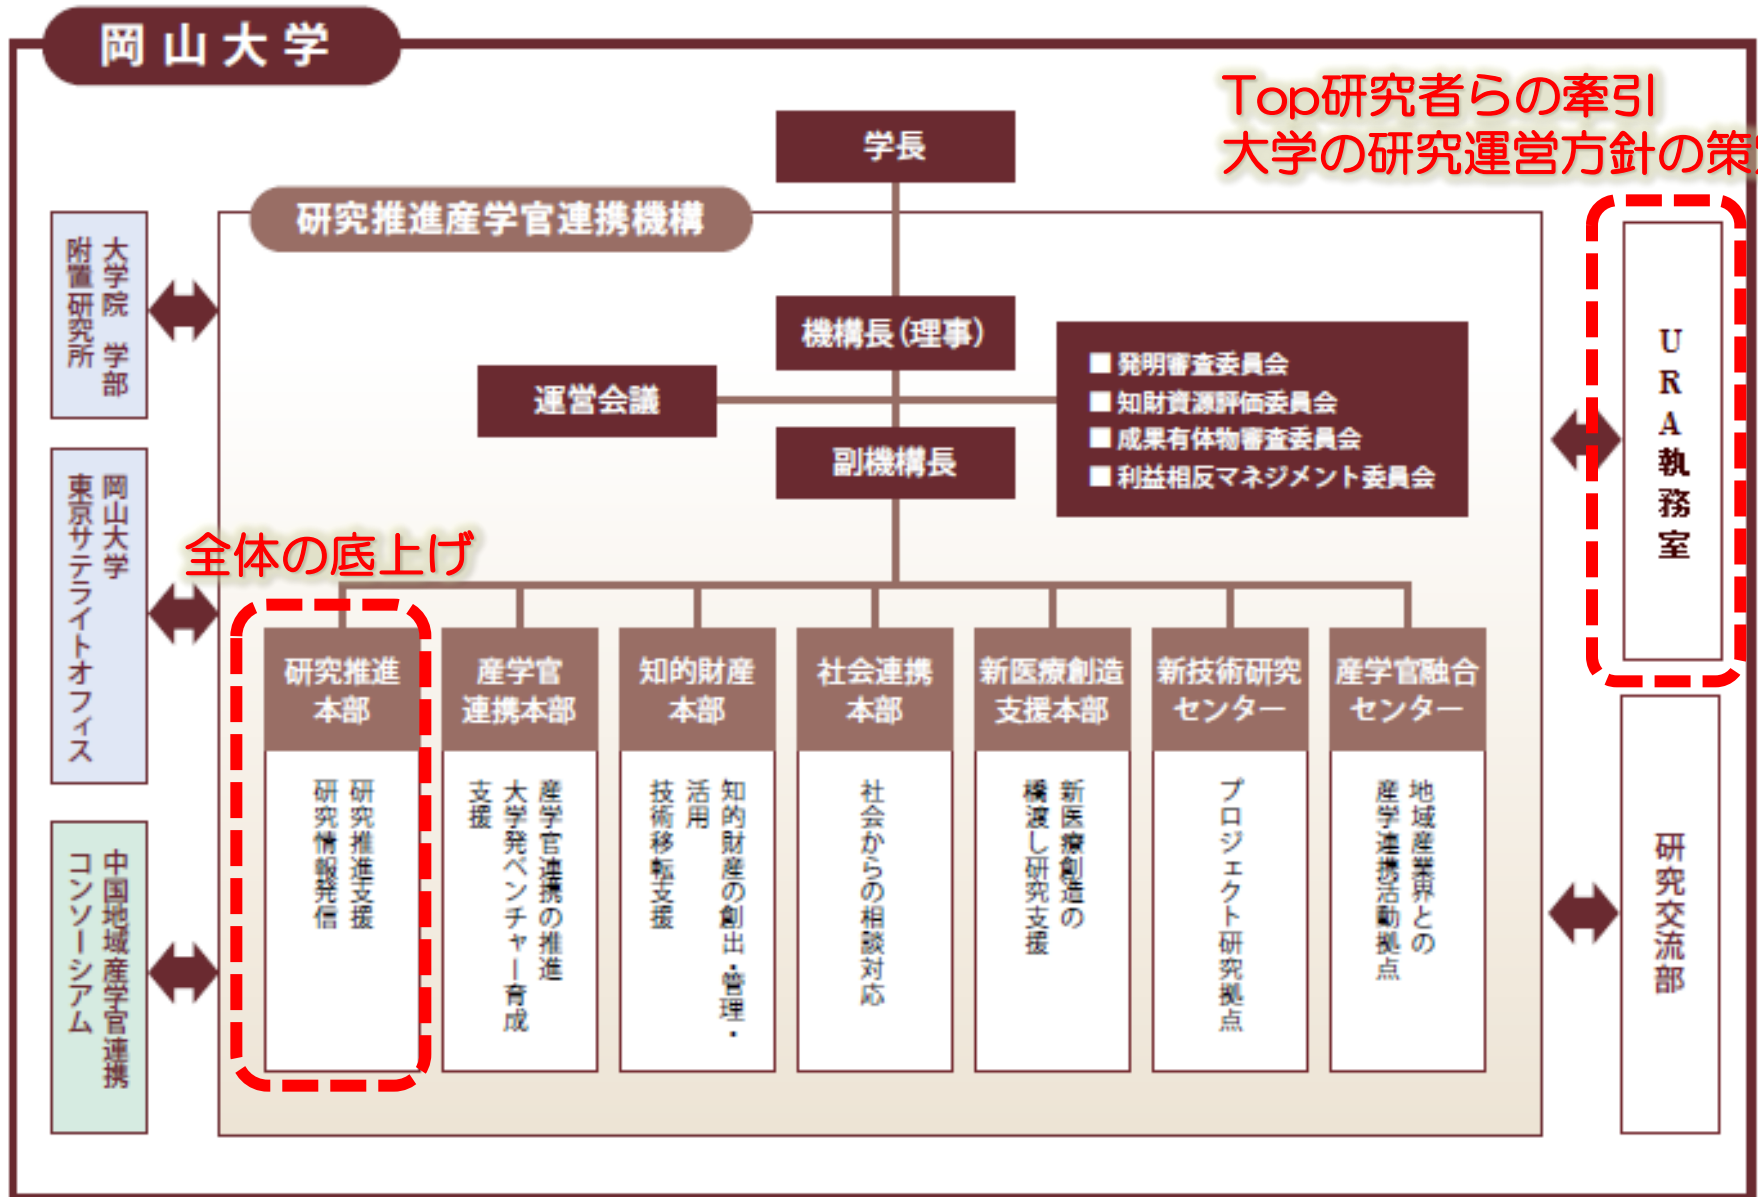 岡山大学
Top研究者らの牽引
大学の研究運営方針の策
学長
研究推進産学官連携機構
機構長(理事)
運営会議
■発明審査委員会
■知財資源評価委員会
■成果有体物審査委員会
■利益相反マネジメント委員会
副機構長
大学院 学部
附置研究所
岡山大学
東京サテライトオフィス
中国地域産学官連携
コンソーシアム
全体の底上げ
研究推進
本部
研究推進支援
研究情報発信
産学官
連携本部
産学官連携の推進
大学発ベンチャー育成
支援
知的財産
本部
知的財産の創出・管理・
活用
技術移転支援
社会連携
本部
社会からの相談対応
新医療創造
支援本部
新医療創造の
橋渡し研究支援
新技術研究
センター
プロジェクト研究拠点
産学官融合
センター
地域産業界との
産学連携活動拠点
URA執務室
研究交流部